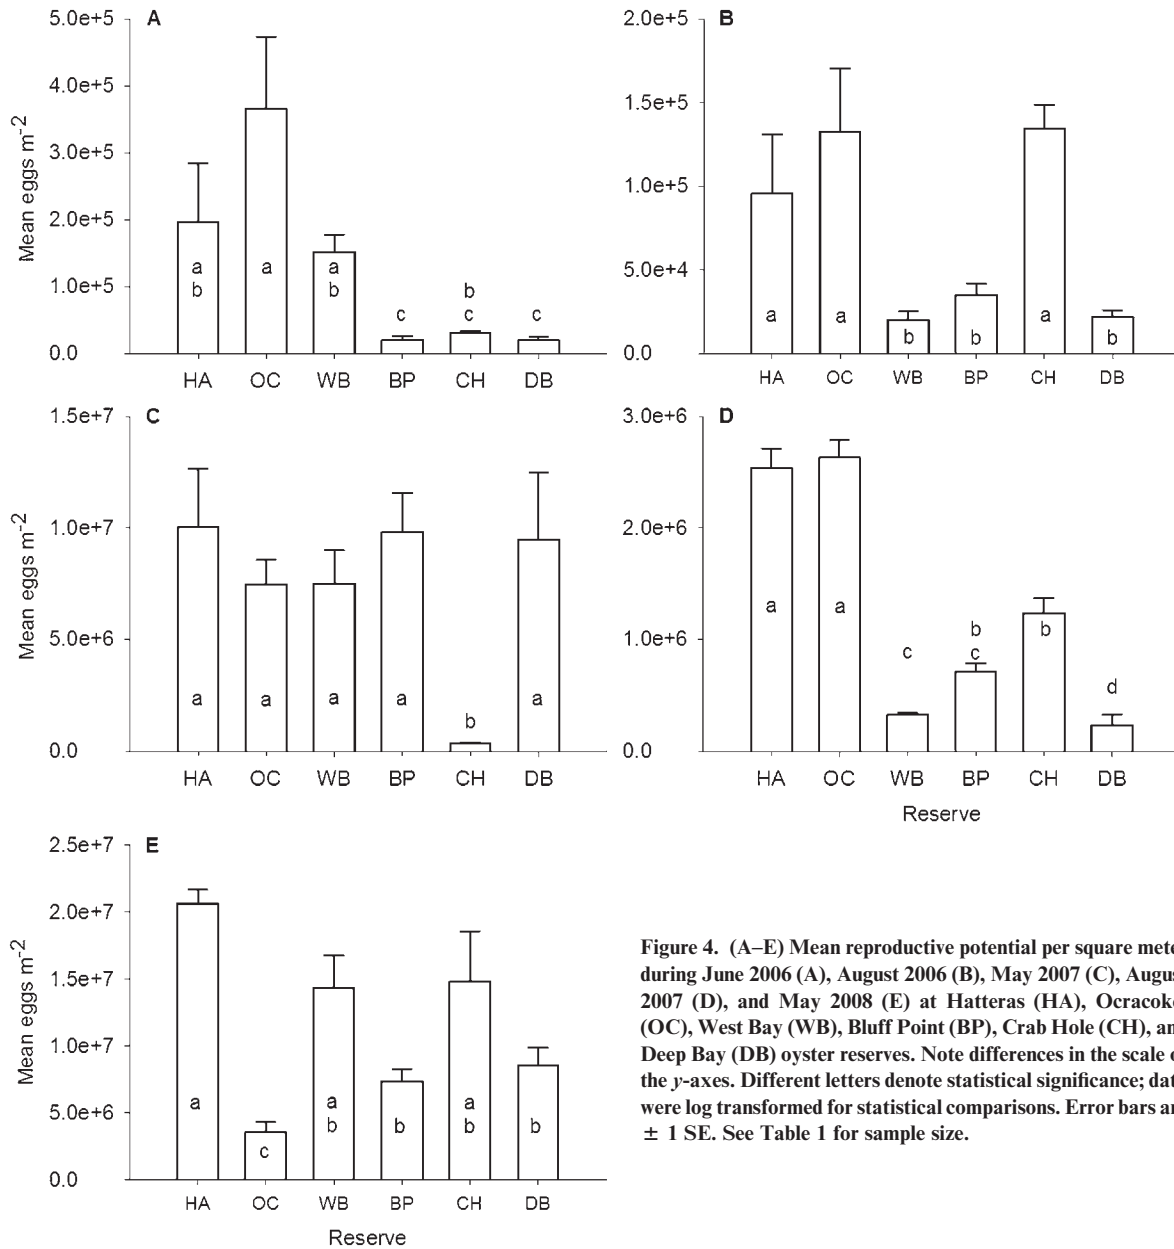 A
5.0e+5
4.0e+5
3.0e+5
2.0e+5
1.0e+5
0.0
Mean eggs m-2
a
b
a
a
b
c
b
c
c
HA OC WB BP CH DB
B
2.0e+5
1.5e+5
1.0e+5
5.0e+4
0.0
a
a
b
b
a
b
HA OC WB BP CH DB
C
1.5e+7
1.0e+7
5.0e+6
0.0
Mean eggs m-2
a
a
a
a
b
a
HA OC WB BP CH DB
D
3.0e+6
2.0e+6
1.0e+6
0.0
a
a
c
b
c
b
d
HA OC WB BP CH DB
Reserve
E
2.5e+7
2.0e+7
1.5e+7
1.0e+7
5.0e+6
0.0
Mean eggs m-2
a
c
a
b
b
a
b
b
HA OC WB BP CH DB
Reserve
Figure 4. (A–E) Mean reproductive potential per square mete
during June 2006 (A), August 2006 (B), May 2007 (C), Augus
2007 (D), and May 2008 (E) at Hatteras (HA), Ocracok
(OC), West Bay (WB), Bluff Point (BP), Crab Hole (CH), an
Deep Bay (DB) oyster reserves. Note differences in the scale o
the y-axes. Different letters denote statistical significance; dat
were log transformed for statistical comparisons. Error bars ar
± 1 SE. See Table 1 for sample size.